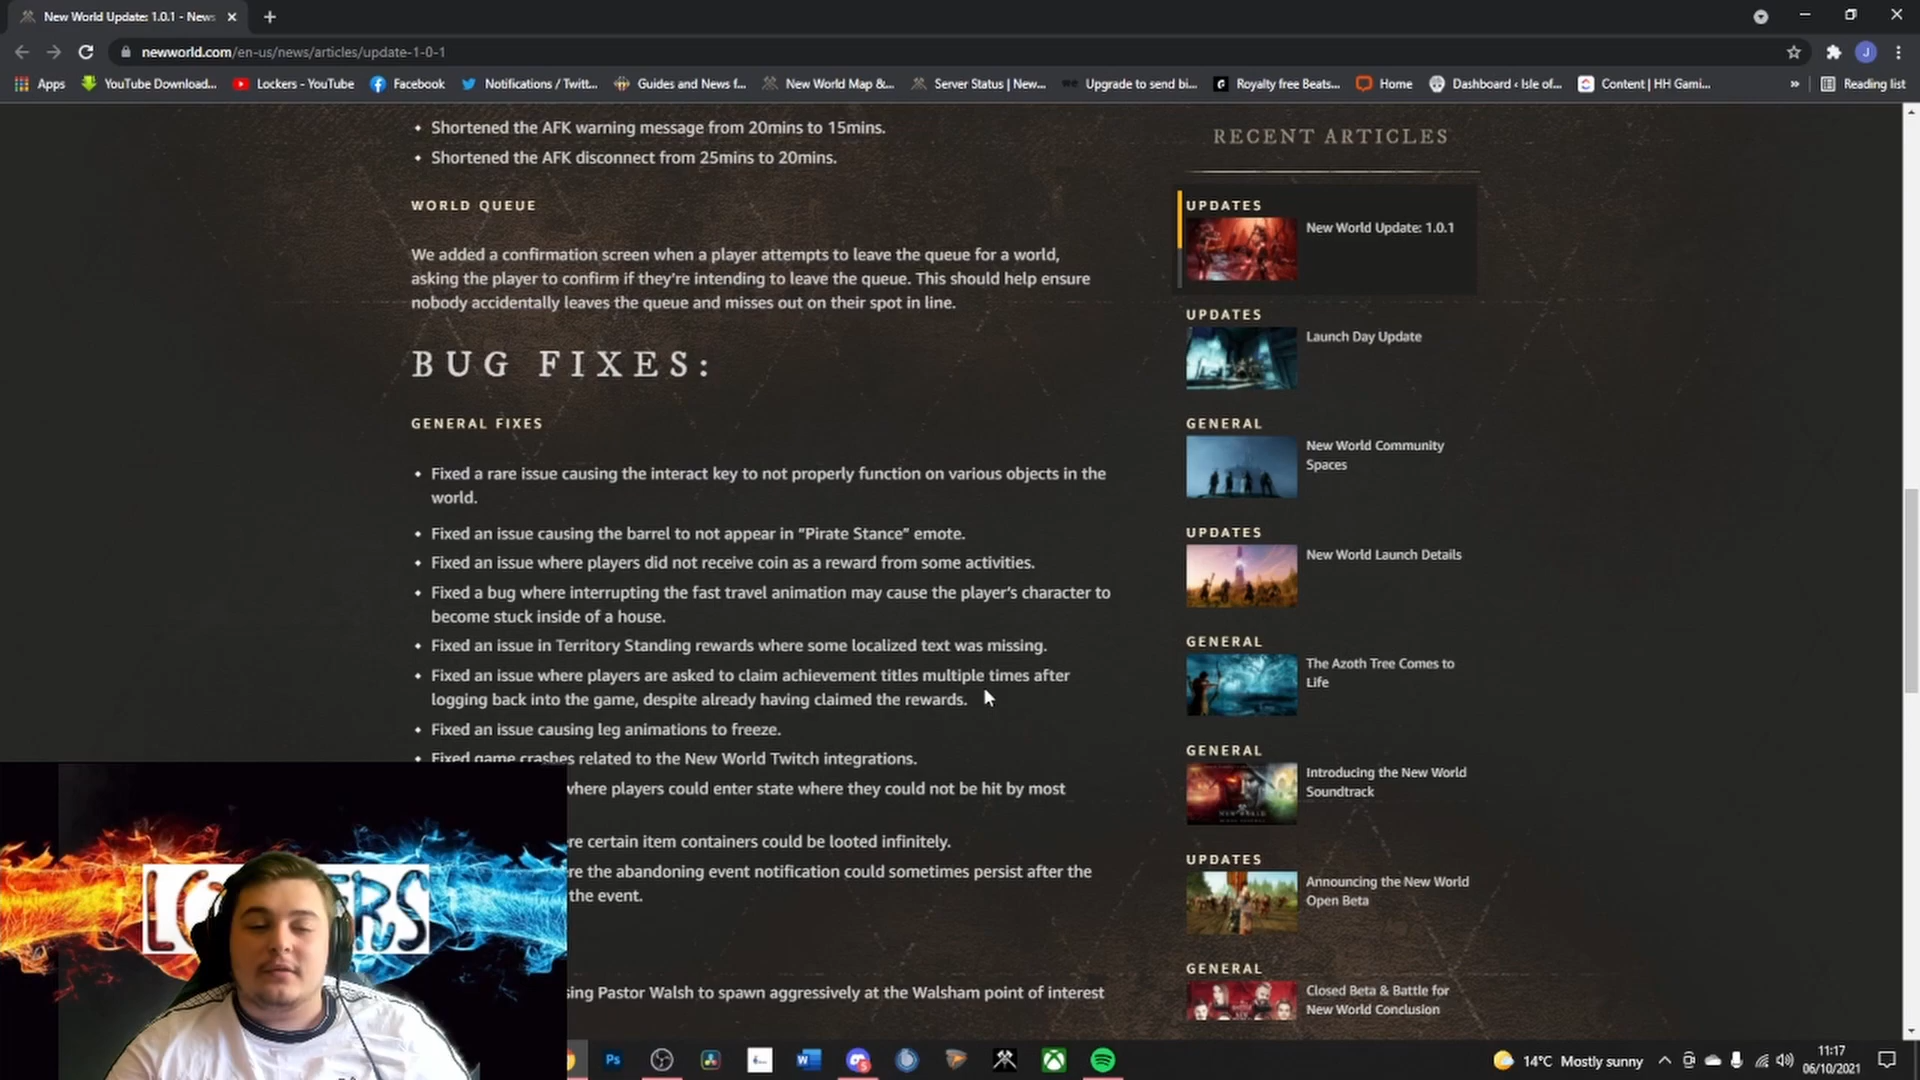 New World Update: 1.0.1 - News
newworld.com/en-us/news/articles/update-1-0-1
Apps
YouTube Download...
Lockers - YouTube
Facebook
Notifications / Twitt...
Guides and News f...
New World Map &...
Server Status | New...
Upgrade to send bi...
Royalty free Beats...
Home
Dashboard ‹ Isle of...
Content | HH Gami...
»
Reading list
• Shortened the AFK warning message from 20mins to 15mins.
• Shortened the AFK disconnect from 25mins to 20mins.
WORLD QUEUE
We added a confirmation screen when a player attempts to leave the queue for a world,
asking the player to confirm if they're intending to leave the queue. This should help ensure
nobody accidentally leaves the queue and misses out on their spot in line.
BUG FIXES:
GENERAL FIXES
• Fixed a rare issue causing the interact key to not properly function on various objects in the
world.
• Fixed an issue causing the barrel to not appear in “Pirate Stance” emote.
• Fixed an issue where players did not receive coin as a reward from some activities.
• Fixed a bug where interrupting the fast travel animation may cause the player's character to
become stuck inside of a house.
• Fixed an issue in Territory Standing rewards where some localized text was missing.
• Fixed an issue where players are asked to claim achievement titles multiple times after
logging back into the game, despite already having claimed the rewards.
• Fixed an issue causing leg animations to freeze.
• Fixed game crashes related to the New World Twitch integrations.
where players could enter state where they could not be hit by most
certain item containers could be looted infinitely.
the abandoning event notification could sometimes persist after the
the event.
Pastor Walsh to spawn aggressively at the Walsham point of interest
RECENT ARTICLES
UPDATES
New World Update: 1.0.1
UPDATES
Launch Day Update
GENERAL
New World Community
Spaces
UPDATES
New World Launch Details
GENERAL
The Azoth Tree Comes to
Life
GENERAL
Introducing the New World
Soundtrack
UPDATES
Announcing the New World
Open Beta
GENERAL
Closed Beta & Battle for
New World Conclusion
Ps
14°C Mostly sunny
11:17
06/10/2021